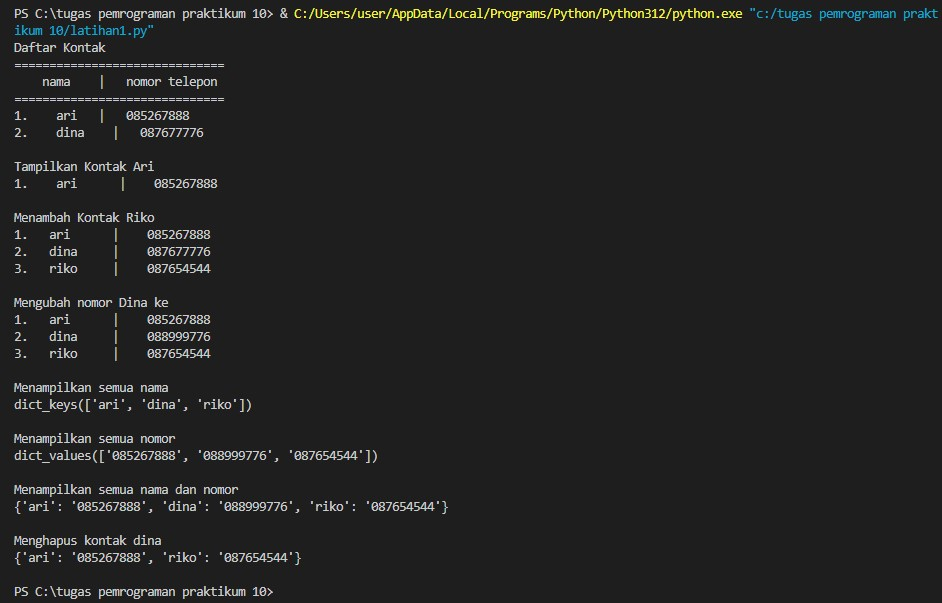 PS C:\tugas pemrograman praktikum 10> & C:/Users/user/AppData/Local/Programs/Python/Python312/python.exe "c:/tugas pemrograman prakt
ikum 10/latihan1.py"
Daftar Kontak
==============================
    nama    |   nomor telepon
==============================
1.    ari   |   085267888
2.    dina    |   087677776

Tampilkan Kontak Ari
1.    ari      |    085267888

Menambah Kontak Riko
1.   ari      |    085267888
2.   dina     |    087677776
3.   riko     |    087654544

Mengubah nomor Dina ke
1.   ari      |    085267888
2.   dina     |    088999776
3.   riko     |    087654544

Menampilkan semua nama
dict_keys(['ari', 'dina', 'riko'])

Menampilkan semua nomor
dict_values(['085267888', '088999776', '087654544'])

Menampilkan semua nama dan nomor
{'ari': '085267888', 'dina': '088999776', 'riko': '087654544'}

Menghapus kontak dina
{'ari': '085267888', 'riko': '087654544'}

PS C:\tugas pemrograman praktikum 10>